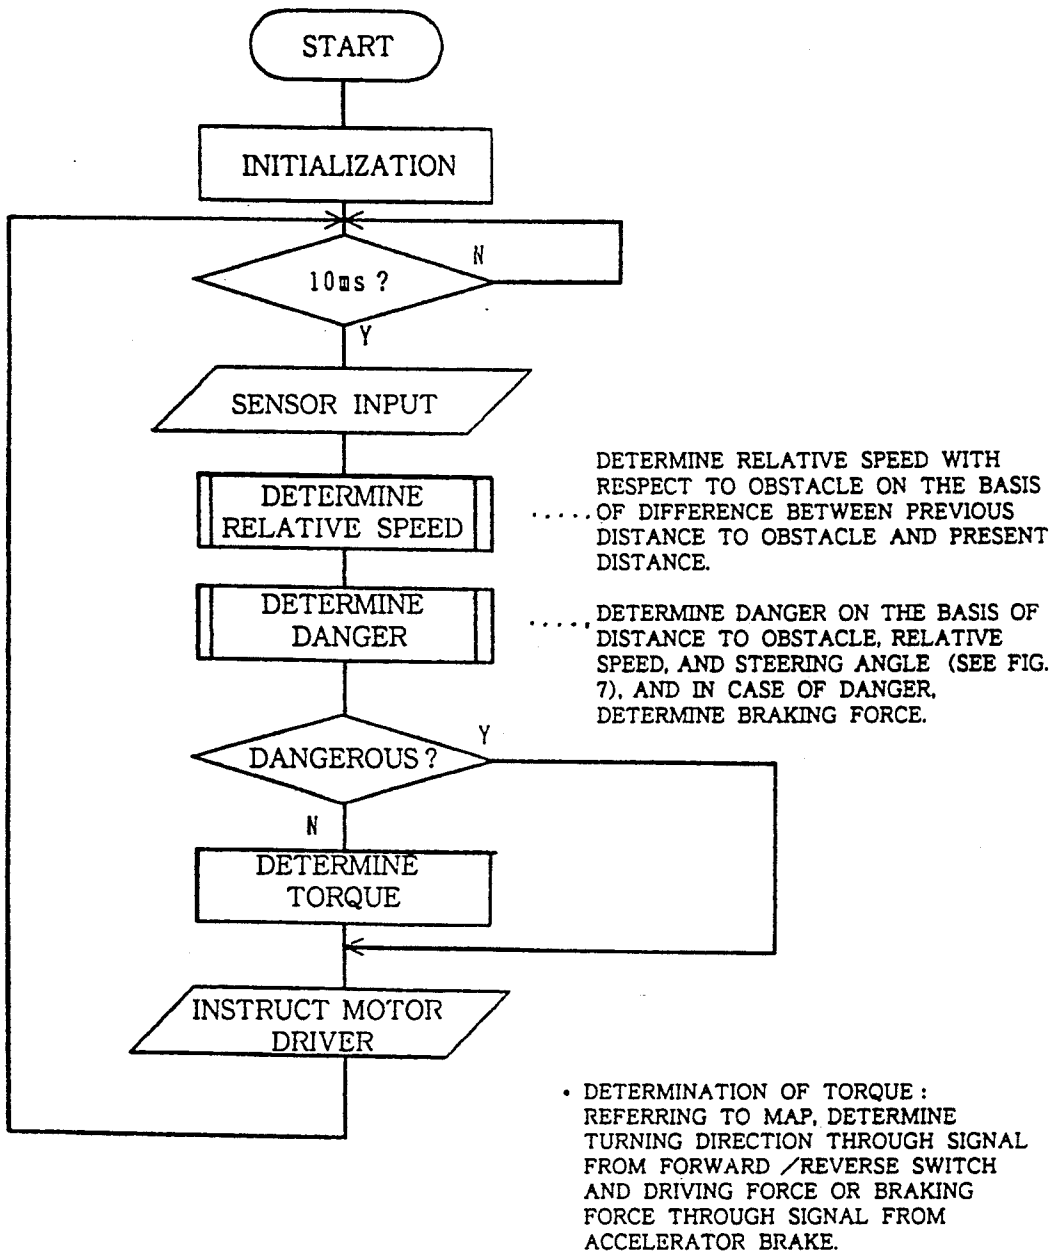 START
INITIALIZATION
N
10ms ?
Y
SENSOR INPUT
DETERMINE
RELATIVE SPEED
DETERMINE RELATIVE SPEED WITH
RESPECT TO OBSTACLE ON THE BASIS
.....OF DIFFERENCE BETWEEN PREVIOUS
DISTANCE TO OBSTACLE AND PRESENT
DISTANCE.
DETERMINE
DANGER
.....DETERMINE DANGER ON THE BASIS OF
DISTANCE TO OBSTACLE, RELATIVE
SPEED, AND STEERING ANGLE (SEE FIG.
7), AND IN CASE OF DANGER,
DETERMINE BRAKING FORCE.
Y
DANGEROUS ?
N
DETERMINE
TORQUE
INSTRUCT MOTOR
DRIVER
• DETERMINATION OF TORQUE :
REFERRING TO MAP, DETERMINE
TURNING DIRECTION THROUGH SIGNAL
FROM FORWARD /REVERSE SWITCH
AND DRIVING FORCE OR BRAKING
FORCE THROUGH SIGNAL FROM
ACCELERATOR BRAKE.